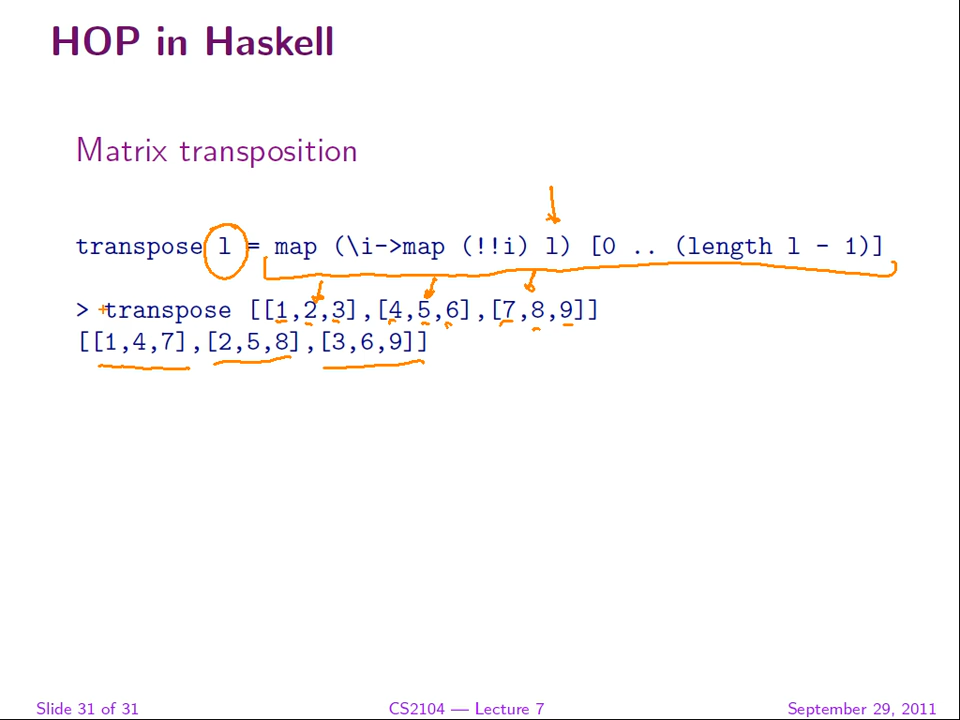 HOP in Haskell
Matrix transposition
transpose l = map (\i->map (!!i) l) [0 .. (length l - 1)]
> transpose [[1,2,3],[4,5,6],[7,8,9]]
[[1,4,7],[2,5,8],[3,6,9]]
Slide 31 of 31 CS2104 — Lecture 7 September 29, 2011